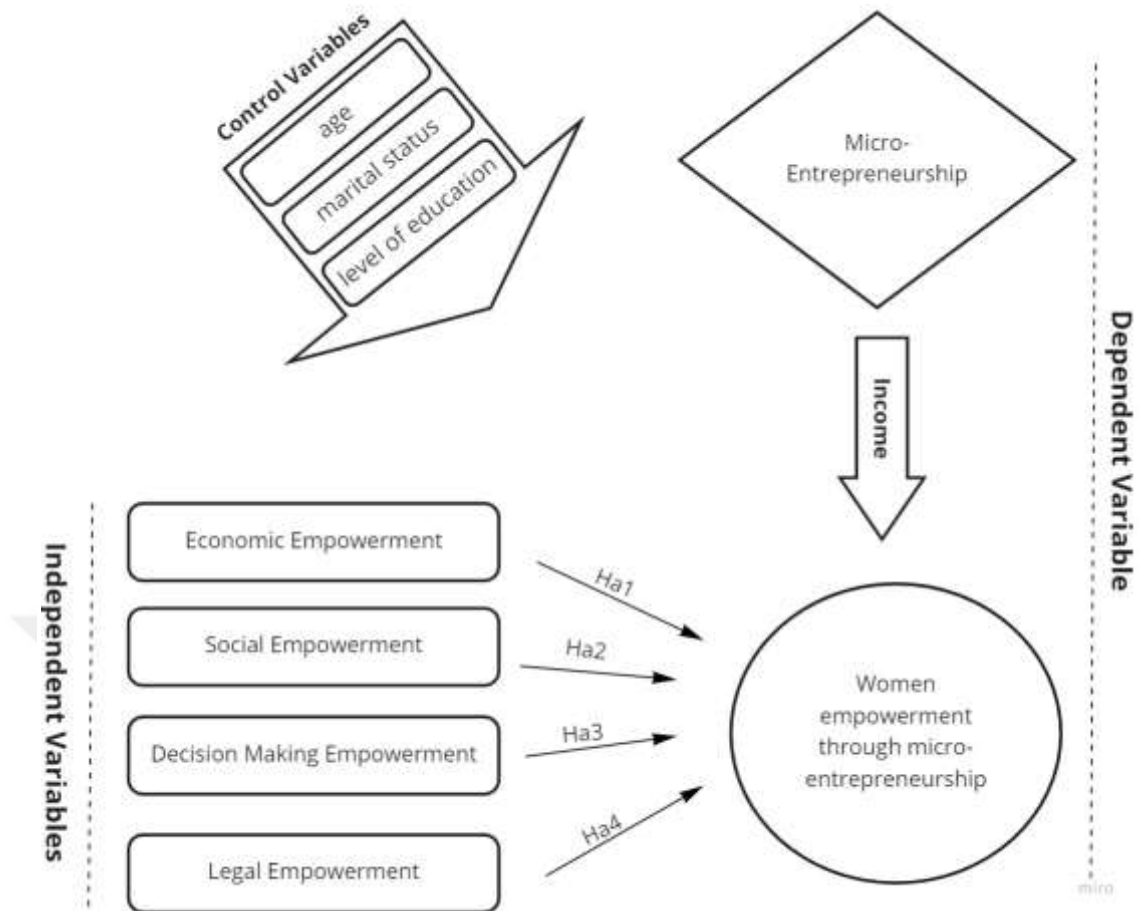 Control Variables
age
marital status
level of education
Micro-
Entrepreneurship
Income
Dependent Variable
Independent Variables
Economic Empowerment
Social Empowerment
Decision Making Empowerment
Legal Empowerment
Ha1
Ha2
Ha3
Ha4
Women
empowerment
through micro-
entrepreneurship
miro